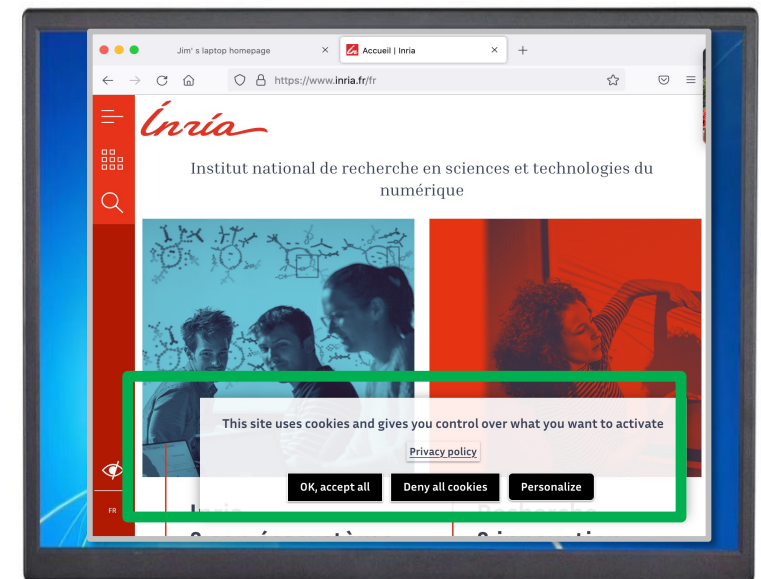 Jim' s laptop homepage
Accueil | Inria
https://www.inria.fr/fr
Inria
Institut national de recherche en sciences et technologies du
numérique
This site uses cookies and gives you control over what you want to activate
Privacy policy
OK, accept all
Deny all cookies
Personalize
FR